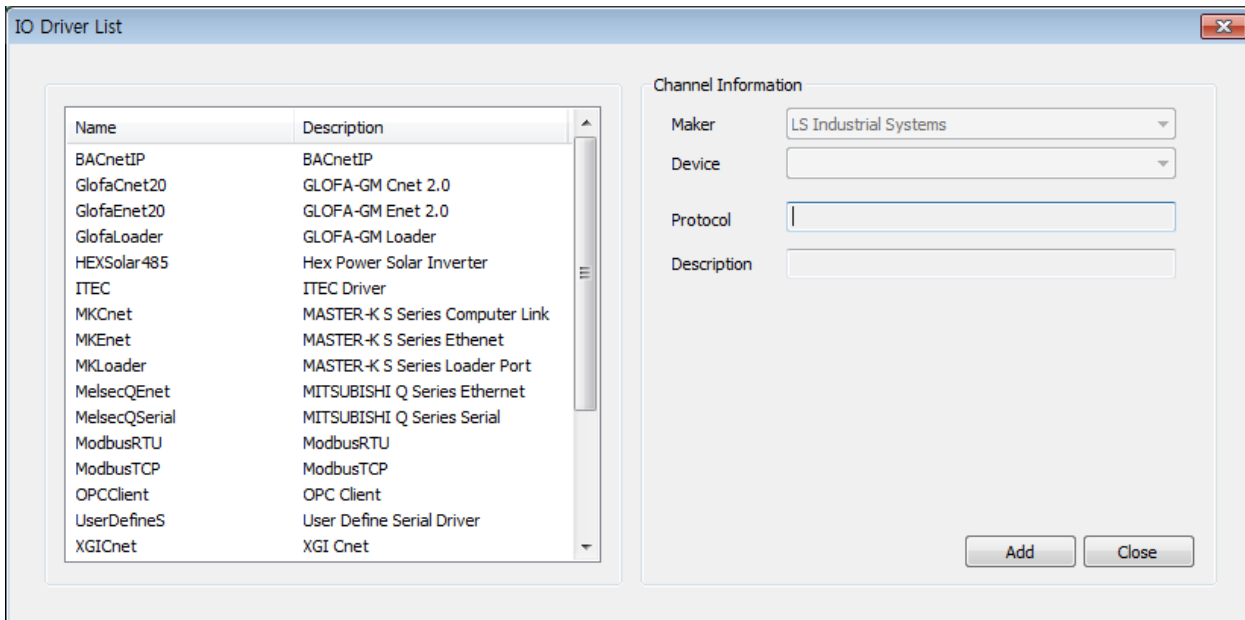 IO Driver List
Name Description
BACnetIP BACnetIP
GlofaCnet20 GLOFA-GM Cnet 2.0
GlofaEnet20 GLOFA-GM Enet 2.0
GlofaLoader GLOFA-GM Loader
HEXSolar485 Hex Power Solar Inverter
ITEC ITEC Driver
MKCnet MASTER-K S Series Computer Link
MKEnet MASTER-K S Series Ethenet
MKLoader MASTER-K S Series Loader Port
MelsecQEnet MITSUBISHI Q Series Ethernet
MelsecQSerial MITSUBISHI Q Series Serial
ModbusRTU ModbusRTU
ModbusTCP ModbusTCP
OPCClient OPC Client
UserDefineS User Define Serial Driver
XGICnet XGI Cnet
Channel Information
Maker LS Industrial Systems
Device
Protocol
Description
Add Close